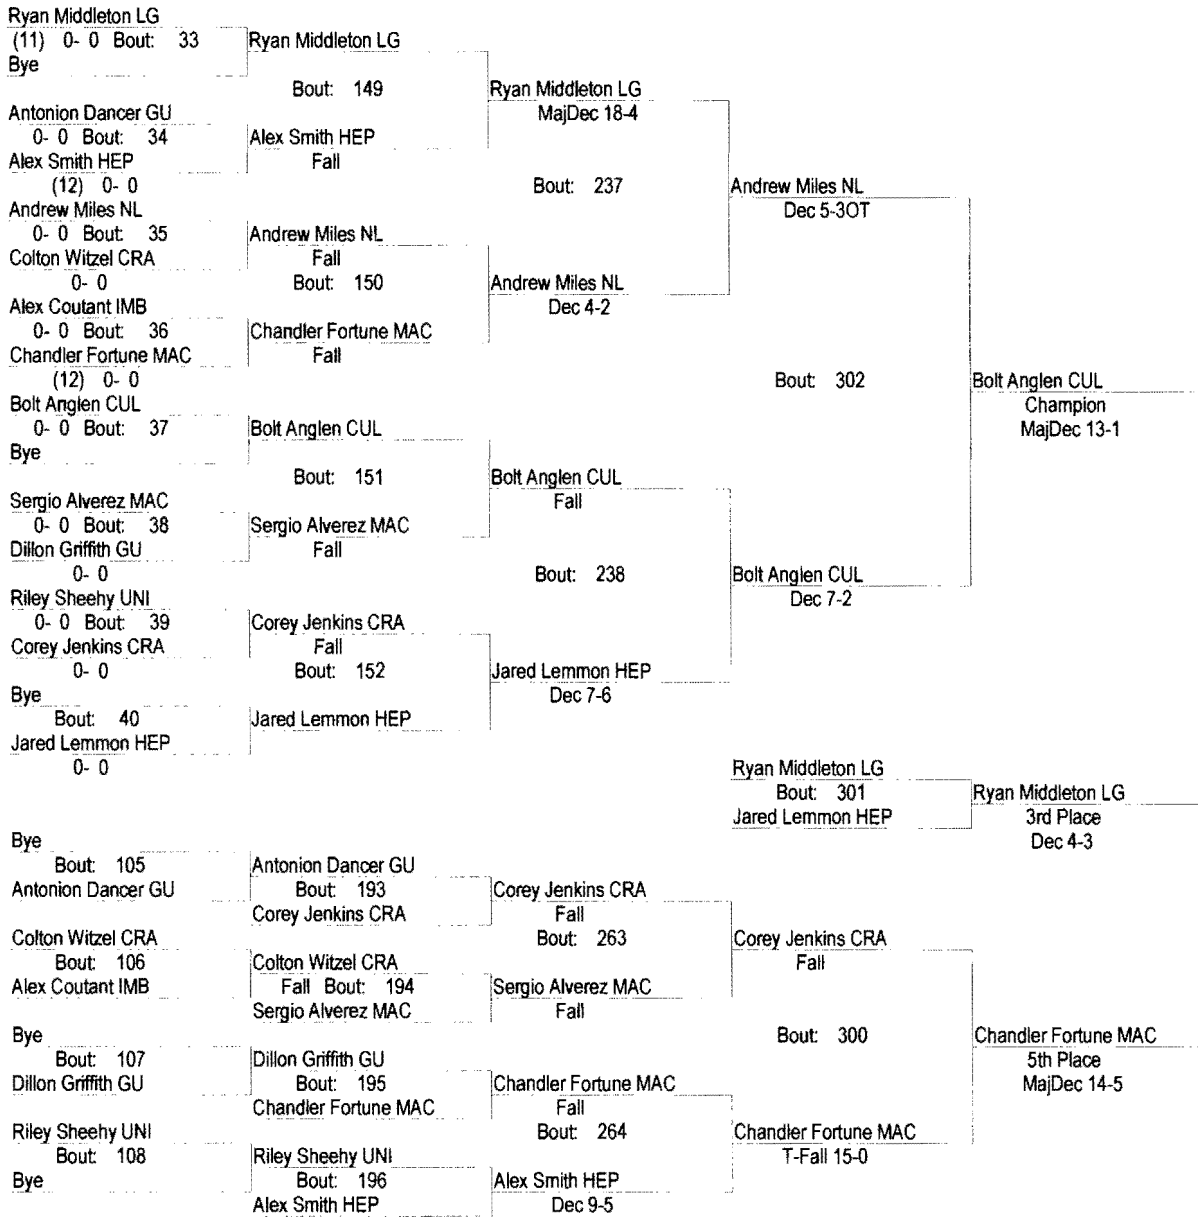 Ryan Middleton LG
(11) 0- 0 Bout: 33
Bye
Antonion Dancer GU
0- 0 Bout: 34
Alex Smith HEP
(12) 0- 0
Andrew Miles NL
0- 0 Bout: 35
Colton Witzel CRA
0- 0
Alex Coutant IMB
0- 0 Bout: 36
Chandler Fortune MAC
(12) 0- 0
Bolt Anglen CUL
0- 0 Bout: 37
Bye
Sergio Alverez MAC
0- 0 Bout: 38
Dillon Griffith GU
0- 0
Riley Sheehy UNI
0- 0 Bout: 39
Corey Jenkins CRA
0- 0
Bye
Bout: 40
Jared Lemmon HEP
0- 0
Ryan Middleton LG
Bout: 149
Alex Smith HEP
Fall
Andrew Miles NL
Fall
Bout: 150
Chandler Fortune MAC
Fall
Bolt Anglen CUL
Bout: 151
Sergio Alverez MAC
Fall
Corey Jenkins CRA
Fall
Bout: 152
Jared Lemmon HEP
Ryan Middleton LG
MajDec 18-4
Bout: 237
Andrew Miles NL
Dec 4-2
Bolt Anglen CUL
Fall
Bout: 238
Jared Lemmon HEP
Dec 7-6
Andrew Miles NL
Dec 5-3OT
Bout: 302
Bolt Anglen CUL
Dec 7-2
Bolt Anglen CUL
Champion
MajDec 13-1
Ryan Middleton LG
Bout: 301
Jared Lemmon HEP
Ryan Middleton LG
3rd Place
Dec 4-3
Bye
Bout: 105
Antonion Dancer GU
Colton Witzel CRA
Bout: 106
Alex Coutant IMB
Bye
Bout: 107
Dillon Griffith GU
Riley Sheehy UNI
Bout: 108
Bye
Antonion Dancer GU
Bout: 193
Corey Jenkins CRA
Colton Witzel CRA
Fall Bout: 194
Sergio Alverez MAC
Dillon Griffith GU
Bout: 195
Chandler Fortune MAC
Riley Sheehy UNI
Bout: 196
Alex Smith HEP
Corey Jenkins CRA
Fall
Bout: 263
Sergio Alverez MAC
Fall
Chandler Fortune MAC
Fall
Bout: 264
Alex Smith HEP
Dec 9-5
Corey Jenkins CRA
Fall
Bout: 300
Chandler Fortune MAC
T-Fall 15-0
Chandler Fortune MAC
5th Place
MajDec 14-5